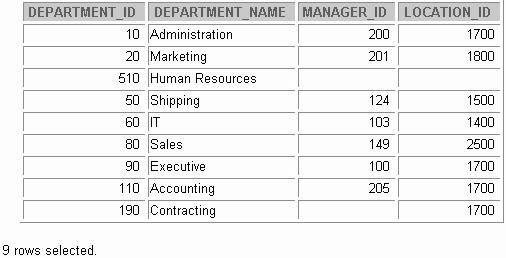 DEPARTMENT_ID DEPARTMENT_NAME MANAGER_ID LOCATION_ID
10 Administration 200 1700
20 Marketing 201 1800
510 Human Resources
50 Shipping 124 1500
60 IT 103 1400
80 Sales 149 2500
90 Executive 100 1700
110 Accounting 205 1700
190 Contracting 1700
9 rows selected.